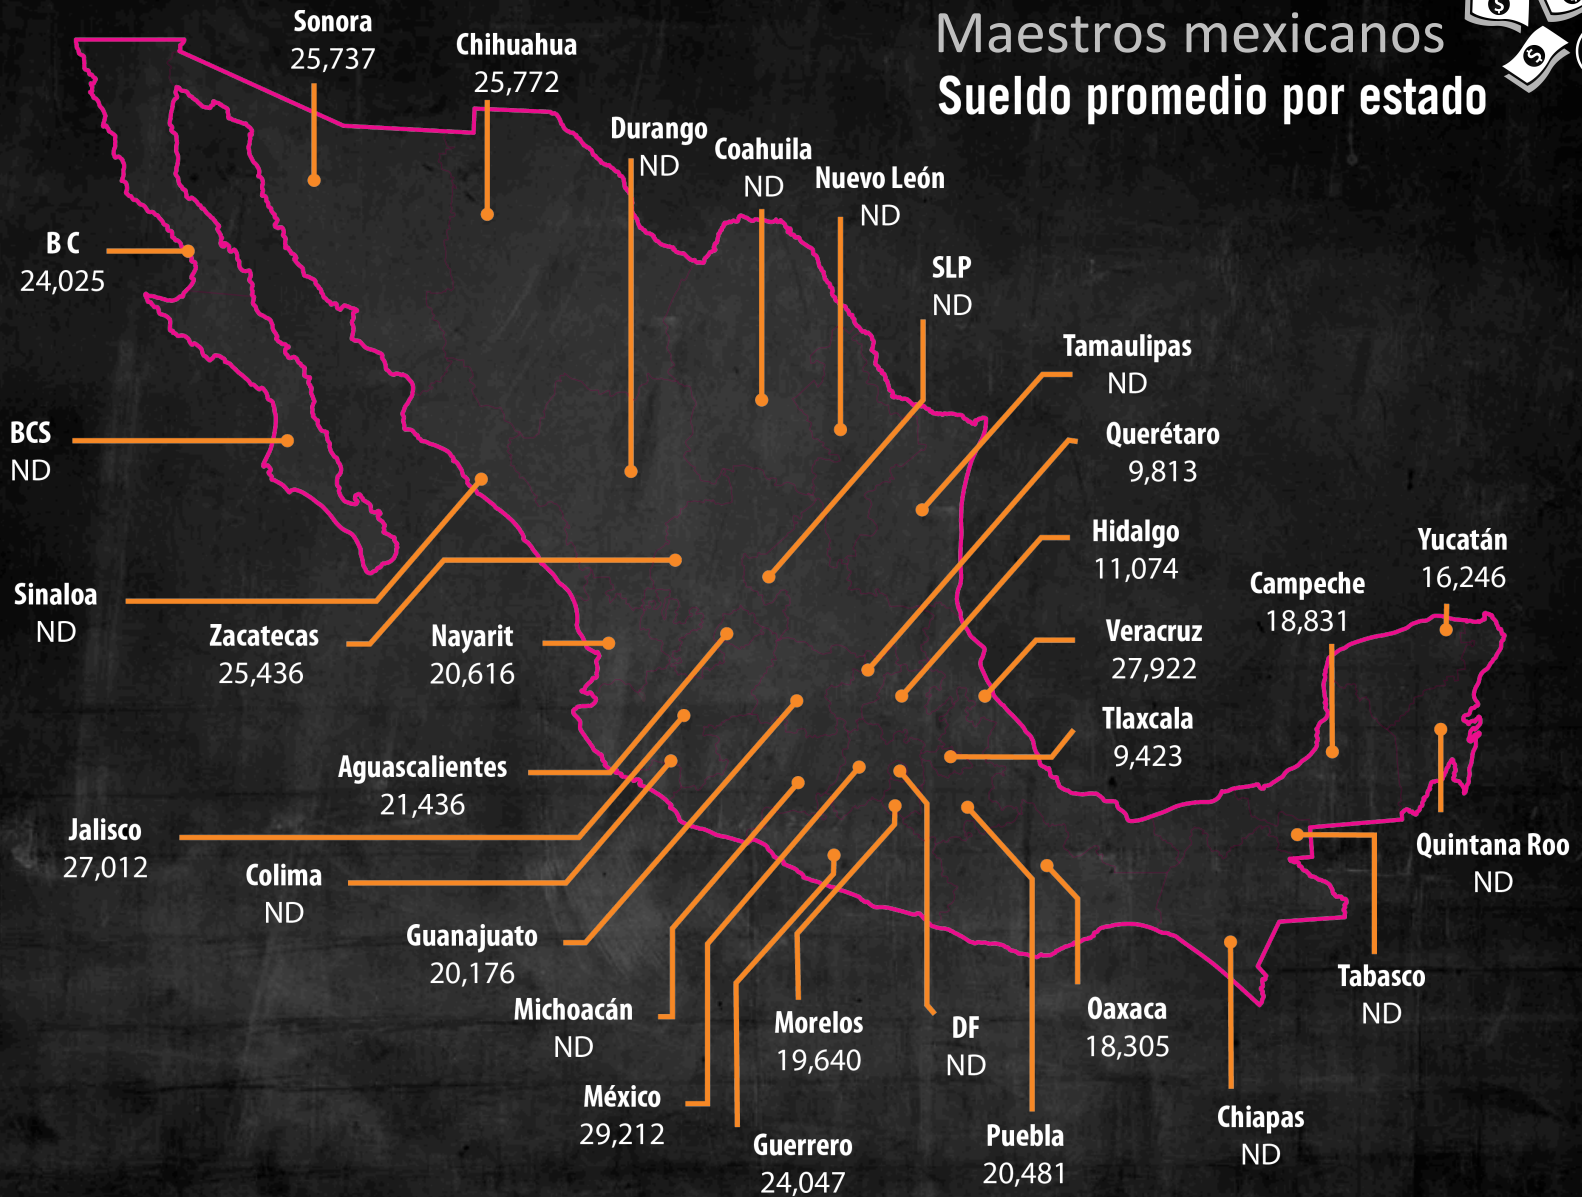 Maestros mexicanos
Sueldo promedio por estado
Sonora
25,737
Chihuahua
25,772
Durango
ND
Coahuila
ND
Nuevo León
ND
SLP
ND
Tamaulipas
ND
Querétaro
9,813
Hidalgo
11,074
Veracruz
27,922
Tlaxcala
9,423
Campeche
18,831
Yucatán
16,246
Quintana Roo
ND
Tabasco
ND
Chiapas
ND
Oaxaca
18,305
Puebla
20,481
DF
ND
Morelos
19,640
Guerrero
24,047
México
29,212
Michoacán
ND
Guanajuato
20,176
Colima
ND
Jalisco
27,012
Aguascalientes
21,436
Nayarit
20,616
Zacatecas
25,436
Sinaloa
ND
BCS
ND
B C
24,025